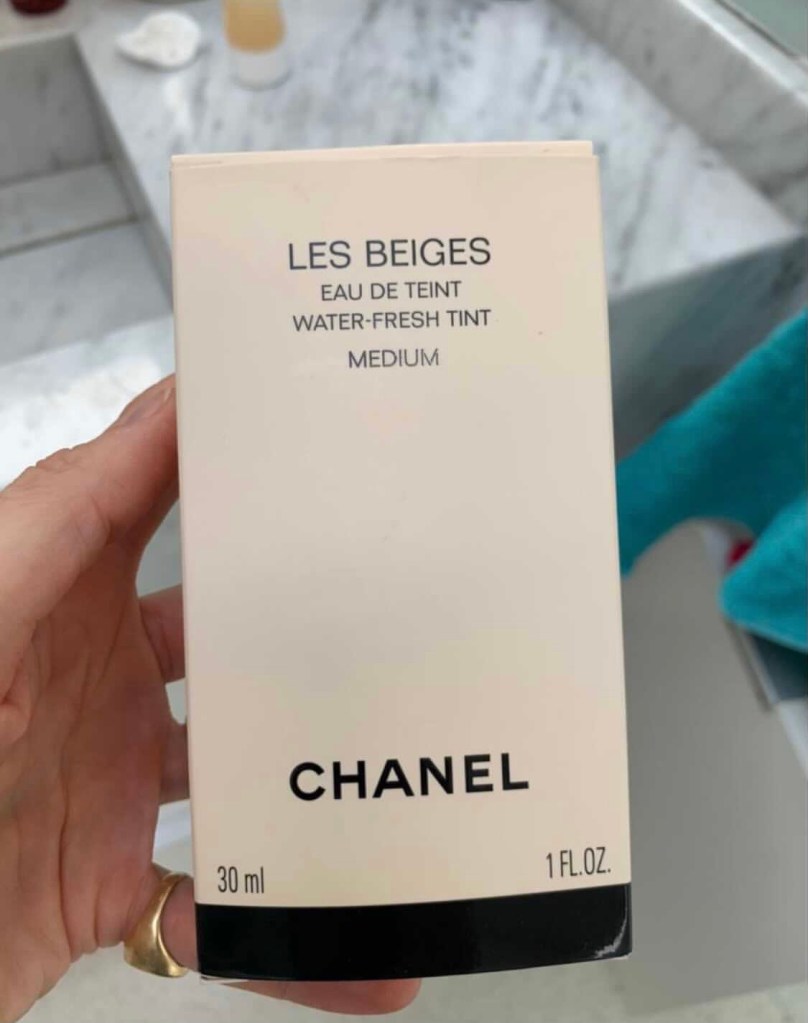 LES BEIGES
EAU DE TEINT
WATER-FRESH TINT
MEDIUM
CHANEL
30 ml 1 FL.OZ.